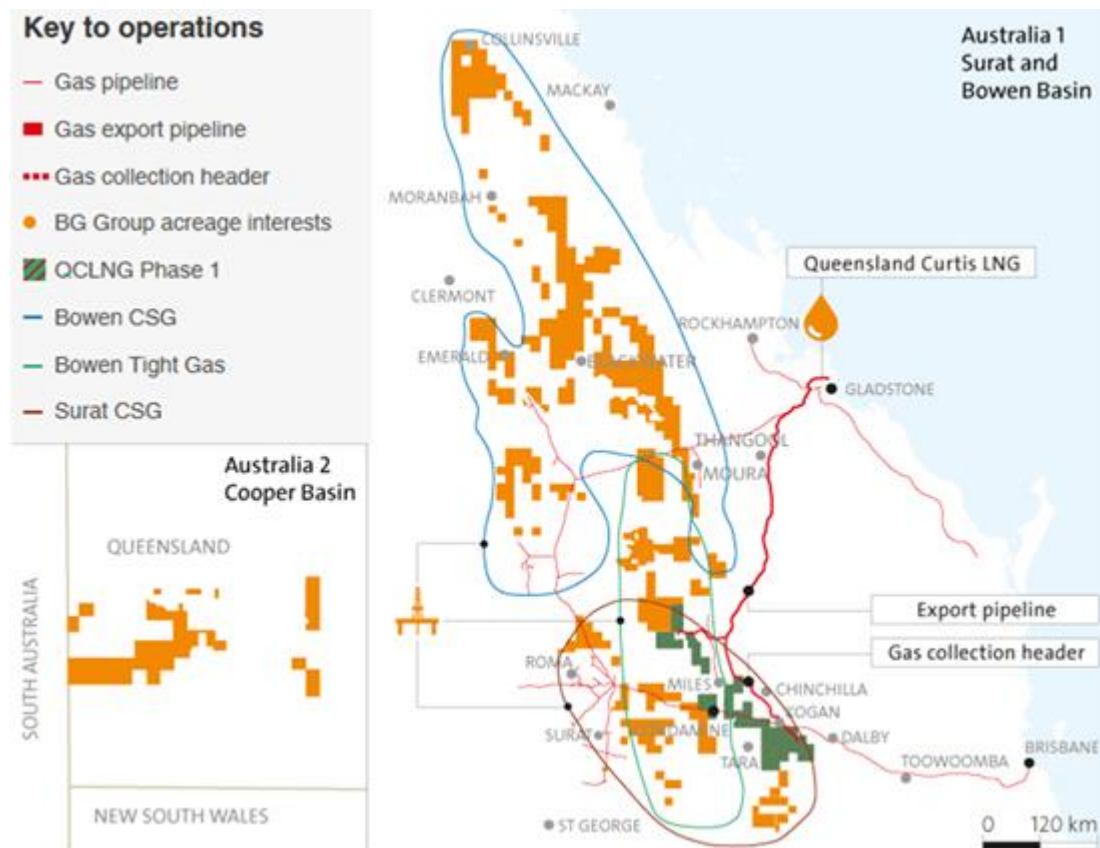 Key to operations
Gas pipeline
Gas export pipeline
Gas collection header
BG Group acreage interests
QCLNG Phase 1
Bowen CSG
Bowen Tight Gas
Surat CSG
Australia 1
Surat and
Bowen Basin
COLLINSVILLE
MACKAY
MORANBAH
Queensland Curtis LNG
CLERMONT
ROCKHAMPTON
EMERALD
BLACKWATER
GLADSTONE
THANGOOL
MOURA
Export pipeline
Gas collection header
ROMA
MILES
CHINCHILLA
KOGAN
SURAT
DALBY
TARA
TOOWOOMBA
BRISBANE
ST GEORGE
0 120 km
Australia 2
Cooper Basin
QUEENSLAND
SOUTH AUSTRALIA
NEW SOUTH WALES